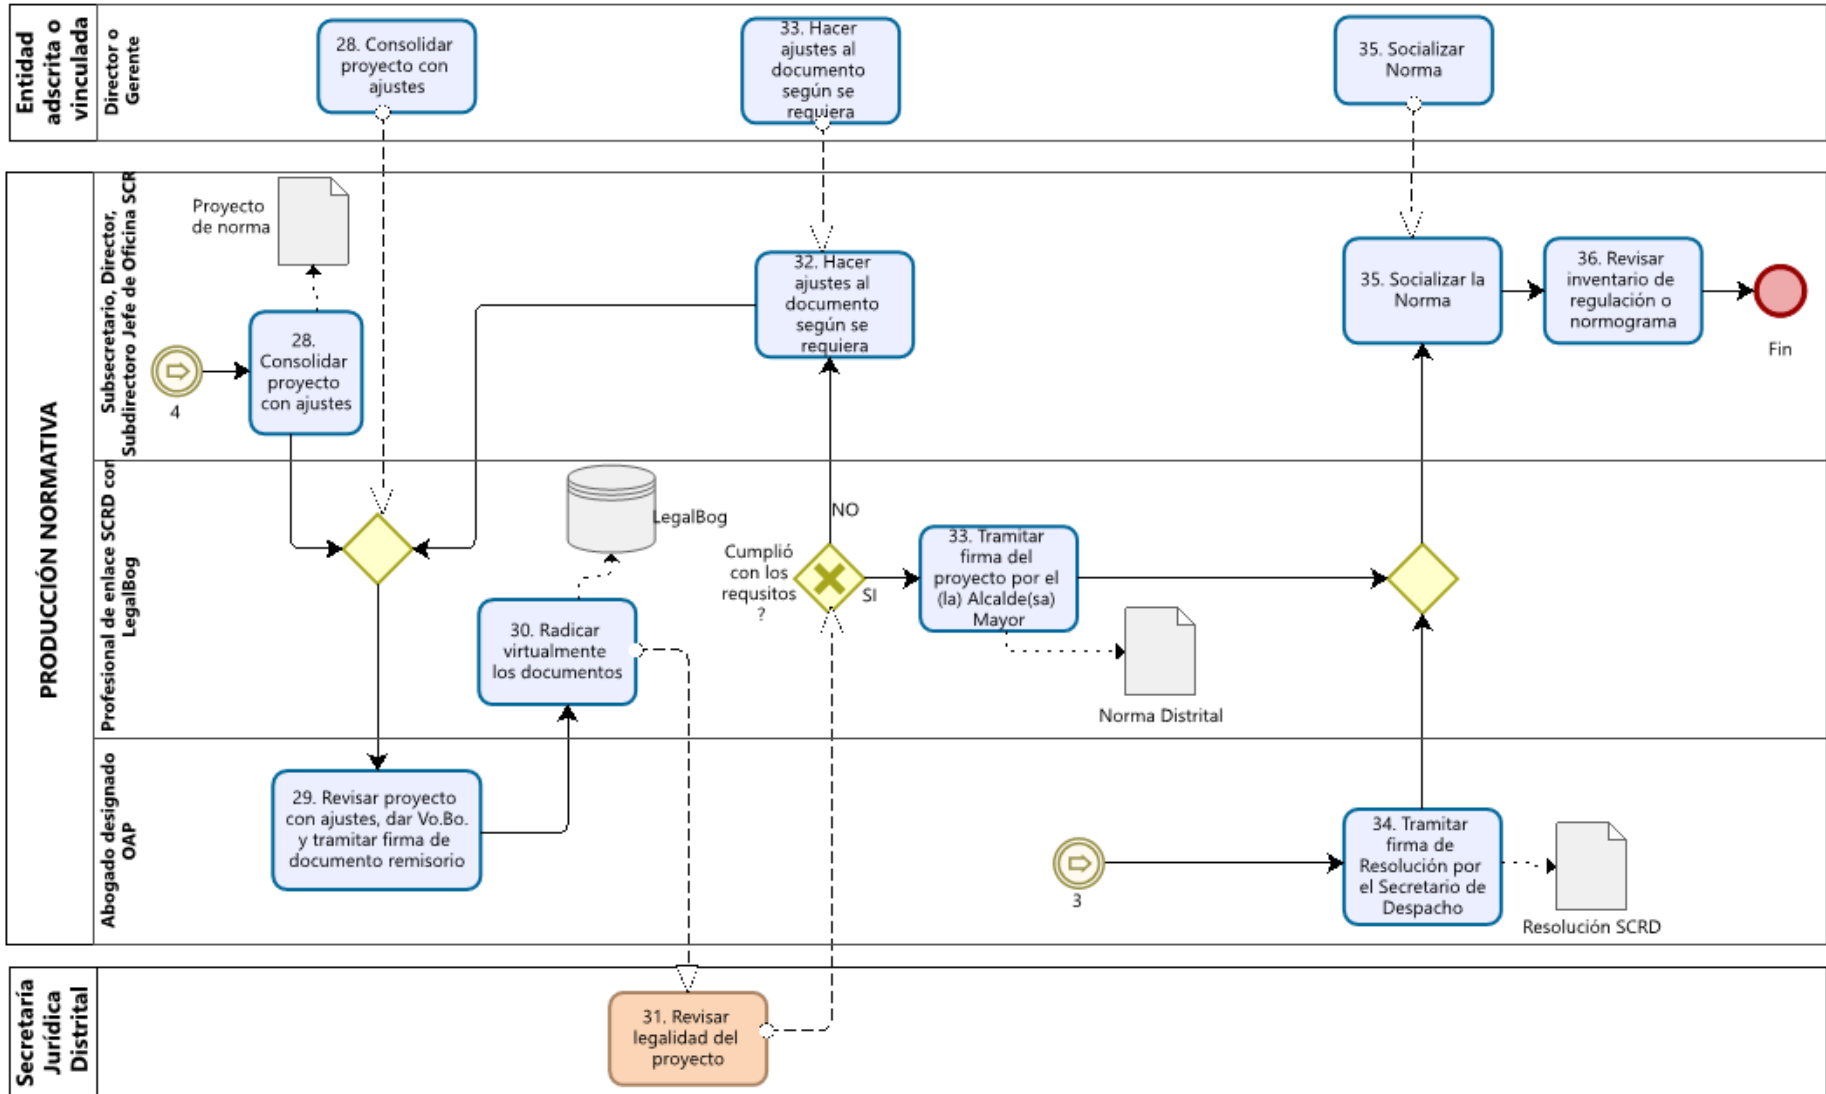 Entidad
adscrita o
vinculada
Director o
Gerente
28. Consolidar
proyecto con
ajustes
33. Hacer
ajustes al
documento
según se
requiera
35. Socializar
Norma
PRODUCCIÓN NORMATIVA
Subsecretario, Director,
Subdirectoro Jefe de Oficina SCR
Proyecto
de norma
4
28.
Consolidar
proyecto
con ajustes
32. Hacer
ajustes al
documento
según se
requiera
35. Socializar la
Norma
36. Revisar
inventario de
regulación o
normograma
Fin
Profesional de enlace SCRD con
LegalBog
LegalBog
30. Radicar
virtualmente
los documentos
Cumplió
con los
requsitos
?
NO
SI
33. Tramitar
firma del
proyecto por el
(la) Alcalde(sa)
Mayor
Norma Distrital
Abogado designado
OAP
29. Revisar proyecto
con ajustes, dar Vo.Bo.
y tramitar firma de
documento remisorio
3
34. Tramitar
firma de
Resolución por
el Secretario de
Despacho
Resolución SCRD
Secretaría
Jurídica
Distrital
31. Revisar
legalidad del
proyecto